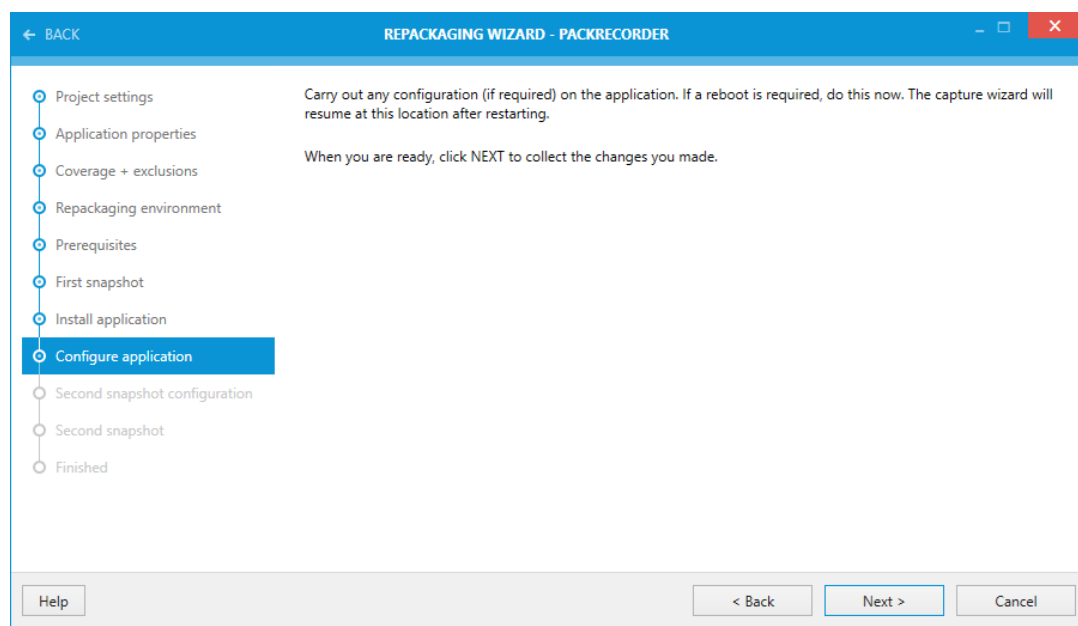 ← BACK
REPACKAGING WIZARD - PACKRECORDER
Project settings
Application properties
Coverage + exclusions
Repackaging environment
Prerequisites
First snapshot
Install application
Configure application
Second snapshot configuration
Second snapshot
Finished
Carry out any configuration (if required) on the application. If a reboot is required, do this now. The capture wizard will
resume at this location after restarting.
When you are ready, click NEXT to collect the changes you made.
Help
< Back
Next >
Cancel